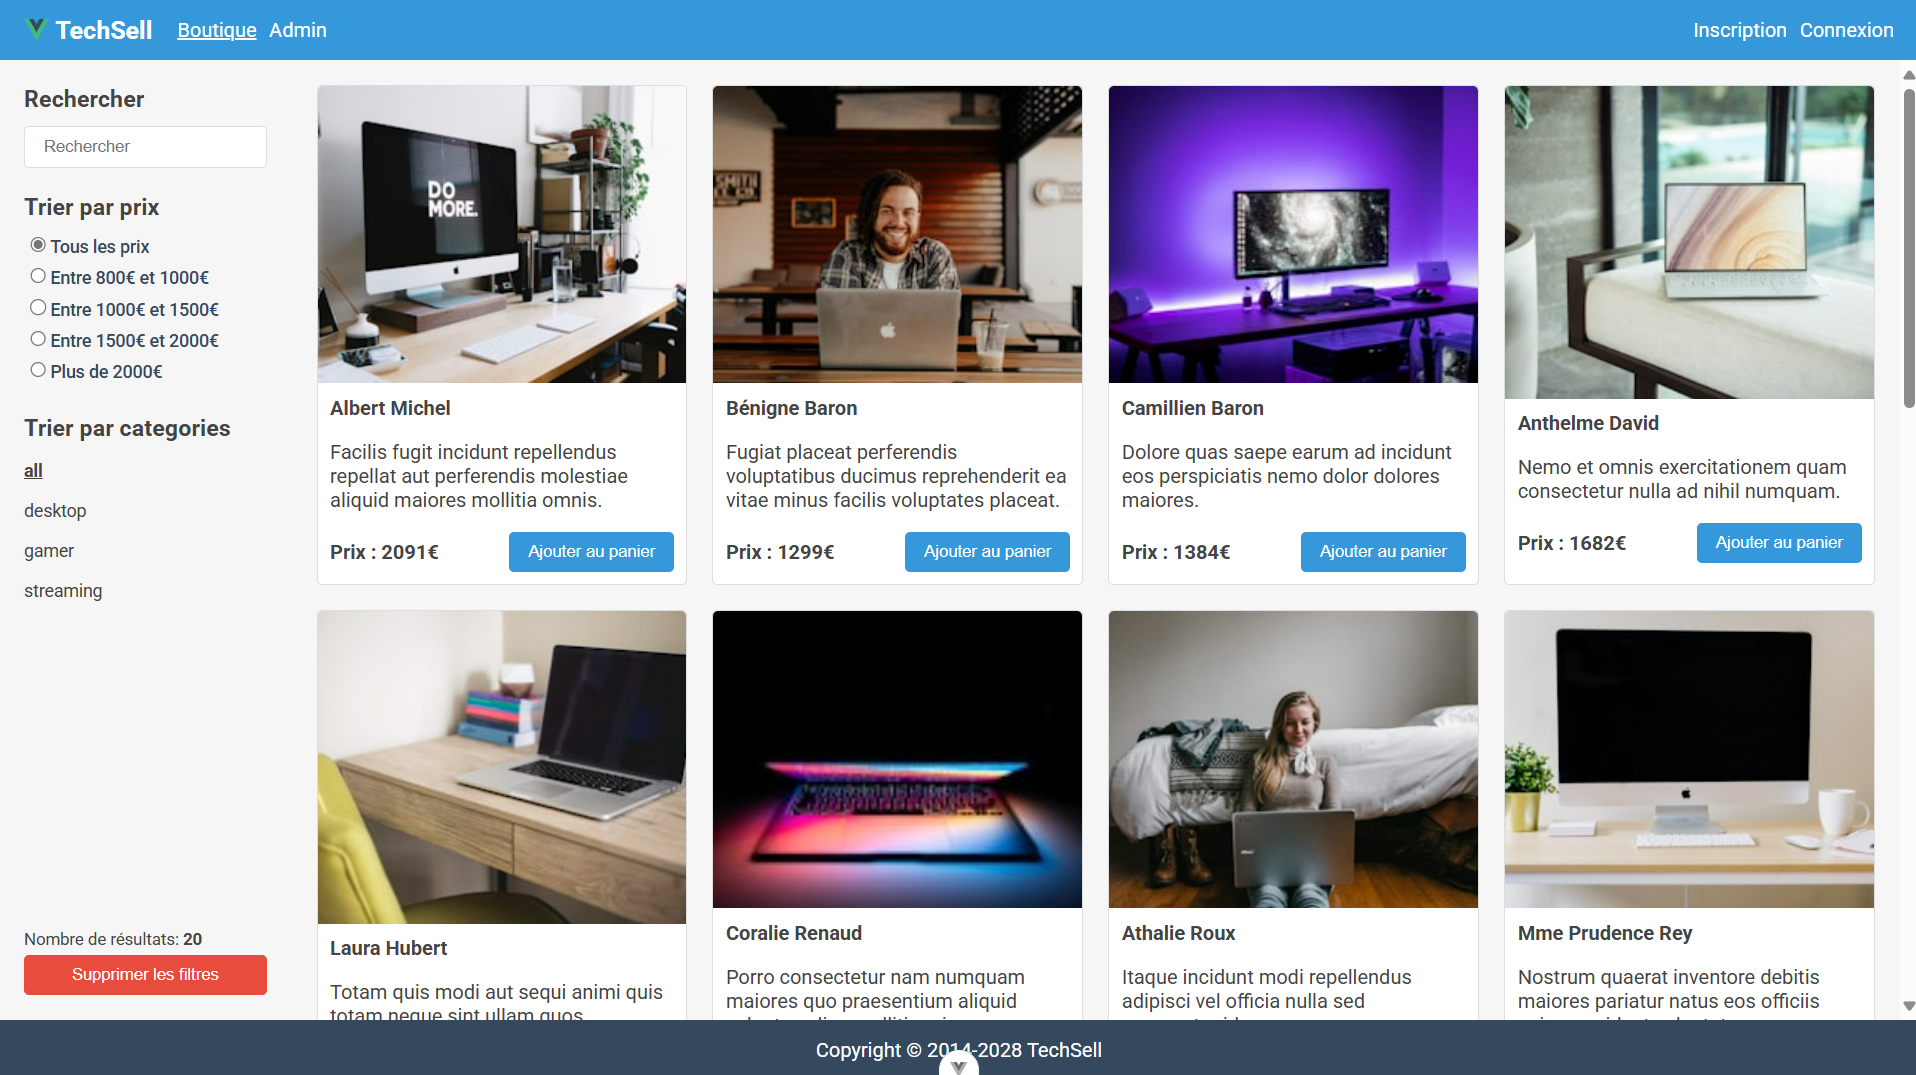 TechSell
Boutique
Admin
Inscription
Connexion
Rechercher
Rechercher
Trier par prix
Tous les prix
Entre 800€ et 1000€
Entre 1000€ et 1500€
Entre 1500€ et 2000€
Plus de 2000€
Trier par categories
all
desktop
gamer
streaming
Nombre de résultats: 20
Supprimer les filtres
DO
MORE.
Albert Michel
Facilis fugit incidunt repellendus
repellat aut perferendis molestiae
aliquid maiores mollitia omnis.
Prix : 2091€
Ajouter au panier
Bénigne Baron
Fugiat placeat perferendis
voluptatibus ducimus reprehenderit ea
vitae minus facilis voluptates placeat.
Prix : 1299€
Ajouter au panier
Camillien Baron
Dolore quas saepe earum ad incidunt
eos perspiciatis nemo dolor dolores
maiores.
Prix : 1384€
Ajouter au panier
Anthelme David
Nemo et omnis exercitationem quam
consectetur nulla ad nihil numquam.
Prix : 1682€
Ajouter au panier
Laura Hubert
Totam quis modi aut sequi animi quis
totam neque sint ullam quos
Coralie Renaud
Porro consectetur nam numquam
maiores quo praesentium aliquid
Athalie Roux
Itaque incidunt modi repellendus
adipisci vel officia nulla sed
Mme Prudence Rey
Nostrum quaerat inventore debitis
maiores pariatur natus eos officiis
Copyright © 2014-2028 TechSell